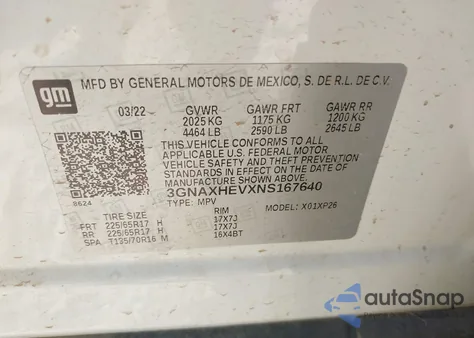 gm
MFD BY GENERAL MOTORS DE MEXICO, S. DE R.L. DE C.V.
03/22 GVWR GAWR FRT GAWR RR
2025 KG 1175 KG 1200 KG
4464 LB 2590 LB 2645 LB
THIS VEHICLE CONFORMS TO ALL APPLICABLE
U.S. FEDERAL MOTOR VEHICLE SAFETY, BUMPER, AND
THEFT PREVENTION STANDARDS IN EFFECT ON THE
DATE OF MANUFACTURE SHOWN ABOVE.
3GNAXHEVXNS167640
TYPE: MPV MODEL: X01XP26
9624
TIRE SIZE RIM
FRT 225/65R17 H 17X7J
RR 225/65R17 H 17X7J
SPA T135/70R16 M 16X4BT
autoSnap